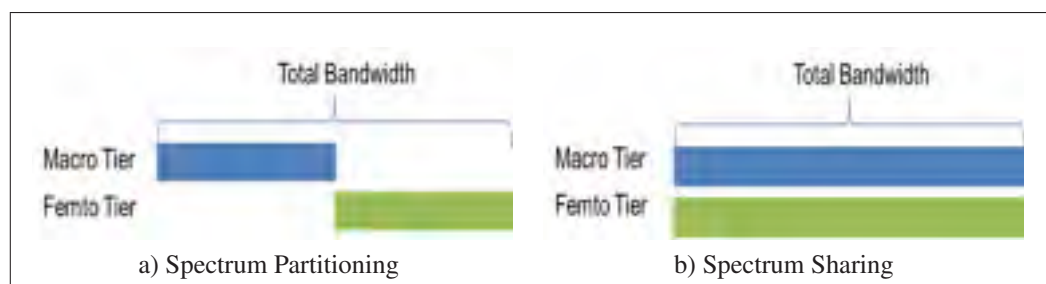 Total Bandwidth
Macro Tier
Femto Tier
a) Spectrum Partitioning
Total Bandwidth
Macro Tier
Femto Tier
b) Spectrum Sharing